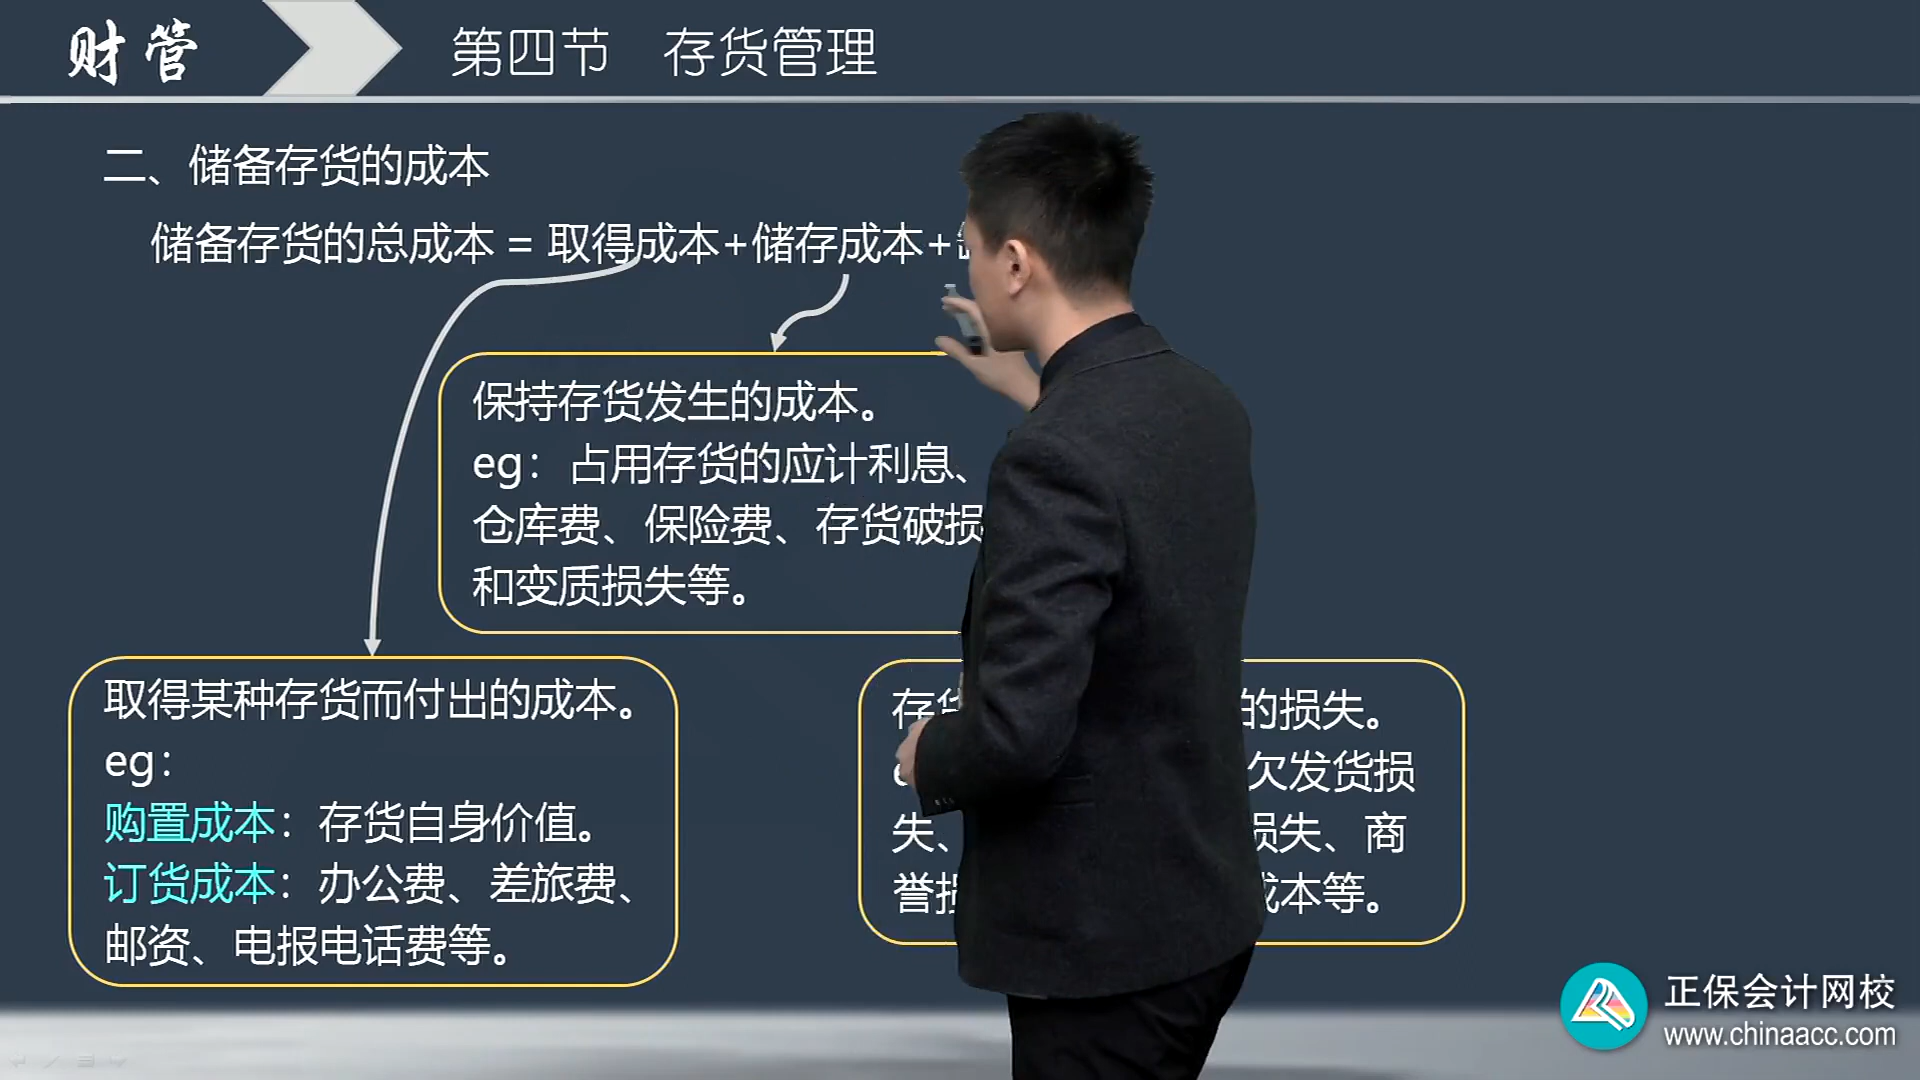 财管
第四节 存货管理
二、储备存货的成本
储备存货的总成本 = 取得成本+储存成本+
保持存货发生的成本。
eg：占用存货的应计利息、
仓库费、保险费、存货破损
和变质损失等。
取得某种存货而付出的成本。
eg：
购置成本：存货自身价值。
订货成本：办公费、差旅费、
邮资、电报电话费等。
存 的损失。
欠发货损
失、 损失、商
誉 成本等。
正保会计网校
www.chinaacc.com